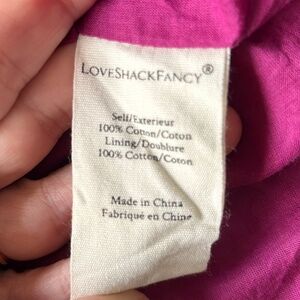 LOVESHACKFANCY®
Self/Exterieur
100% Cotton/Coton
Lining/Doublure
100% Cotton/Coton
Made in China
Fabriqué en Chine